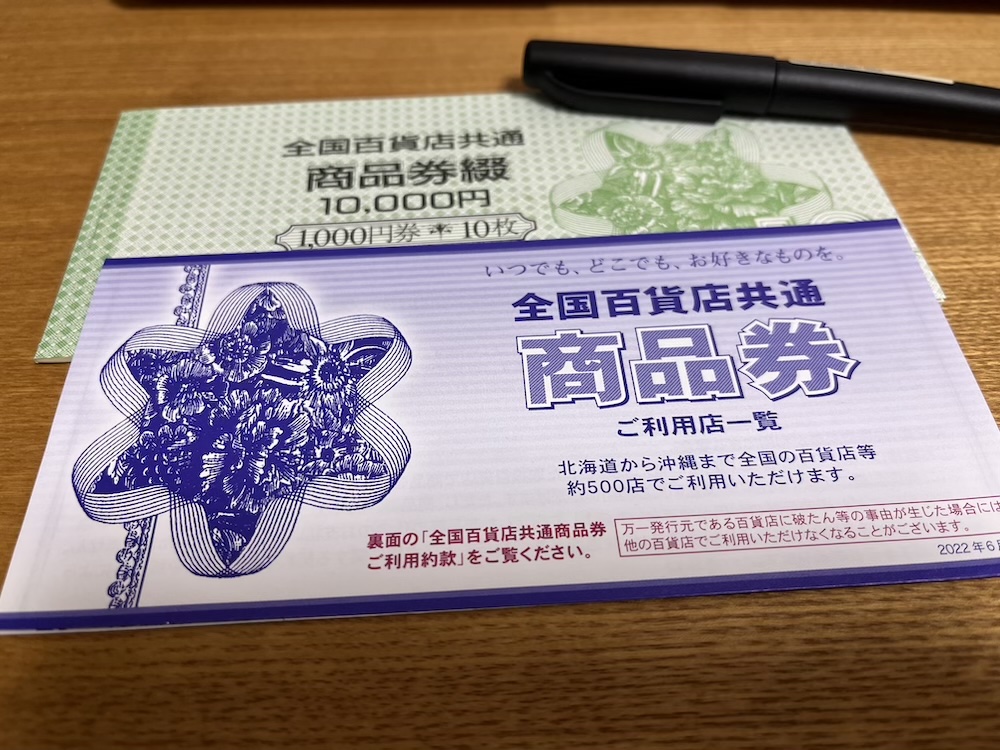 全国百貨店共通
商品券綴
10,000円
1,000円券 * 10枚
いつでも、どこでも、お好きなものを。
全国百貨店共通
商品券
ご利用店一覧
北海道から沖縄まで全国の百貨店等
約500店でご利用いただけます。
裏面の「全国百貨店共通商品券
ご利用約款」をご覧ください。
万一発行元である百貨店に破たん等の事由が生じた場合には
他の百貨店でご利用いただけなくなることがございます。
2022年6月